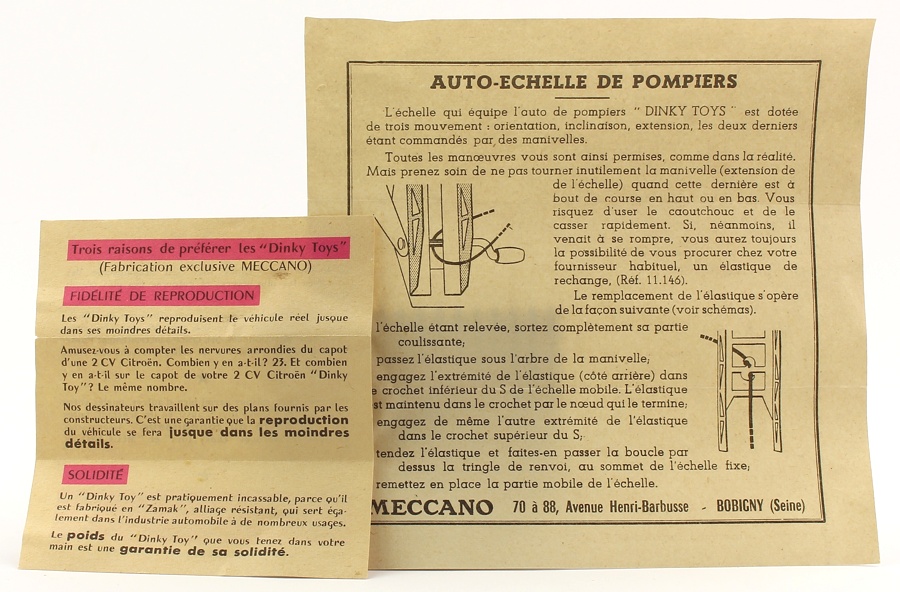 AUTO-ECHELLE DE POMPIERS
L'échelle qui équipe l'auto de pompiers " DINKY TOYS " est dotée
de trois mouvement : orientation, inclinaison, extension, les deux derniers
étant commandés par des manivelles.
Toutes les manœuvres vous sont ainsi permises, comme dans la réalité.
Mais prenez soin de ne pas tourner inutilement la manivelle (extension de
de l'échelle) quand cette dernière est à
bout de course en haut ou en bas. Vous
risquez d'user le caoutchouc et de le
casser rapidement. Si, néanmoins, il
venait à se rompre, vous aurez toujours
la possibilité de vous procurer chez votre
fournisseur habituel, un élastique de
rechange, (Réf. 11.146).
Le remplacement de l'élastique s'opère
de la façon suivante (voir schémas).
l'échelle étant relevée, sortez complètement sa partie
coulissante;
passez l'élastique sous l'arbre de la manivelle;
engagez l'extrémité de l'élastique (côté arrière) dans
crochet inférieur du S de l'échelle mobile. L'élastique
maintenu dans le crochet par le nœud qui le termine;
engagez de même l'autre extrémité de l'élastique
dans le crochet supérieur du S;
tendez l'élastique et faites-en passer la boucle par
dessus la tringle de renvoi, au sommet de l'échelle fixe;
remettez en place la partie mobile de l'échelle.
MECCANO 70 à 88, Avenue Henri-Barbusse - BOBIGNY (Seine)
Trois raisons de préférer les "Dinky Toys"
(Fabrication exclusive MECCANO)
FIDÉLITÉ DE REPRODUCTION
Les "Dinky Toys" reproduisent le véhicule réel jusque
dans ses moindres détails.
Amusez-vous à compter les nervures arrondies du capot
d'une 2 CV Citroën. Combien y en a-t-il? 23. Et combien
y en a-t-il sur le capot de votre 2 CV Citroën "Dinky
Toy"? Le même nombre.
Nos dessinateurs travaillent sur des plans fournis par les
constructeurs. C'est une garantie que la reproduction
du véhicule se fera jusque dans les moindres
détails.
SOLIDITÉ
Un "Dinky Toy" est pratiquement incassable, parce qu'il
est fabriqué en "Zamak", alliage résistant, qui sert éga-
lement dans l'industrie automobile à de nombreux usages.
Le poids du "Dinky Toy" que vous tenez dans votre
main est une garantie de sa solidité.